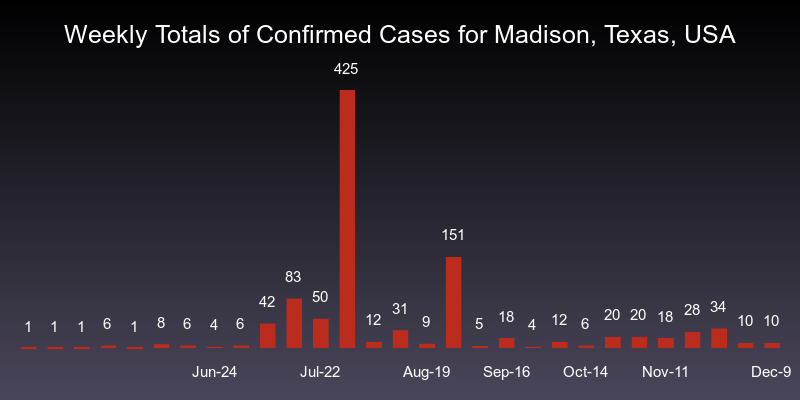 Weekly Totals of Confirmed Cases for Madison, Texas, USA
425
151
83
50
42
31
34
28
1 1 1 6 1 8 6 4 6 12 9 5 18 4 12 6 20 20 18 10 10
Jun-24 Jul-22 Aug-19 Sep-16 Oct-14 Nov-11 Dec-9